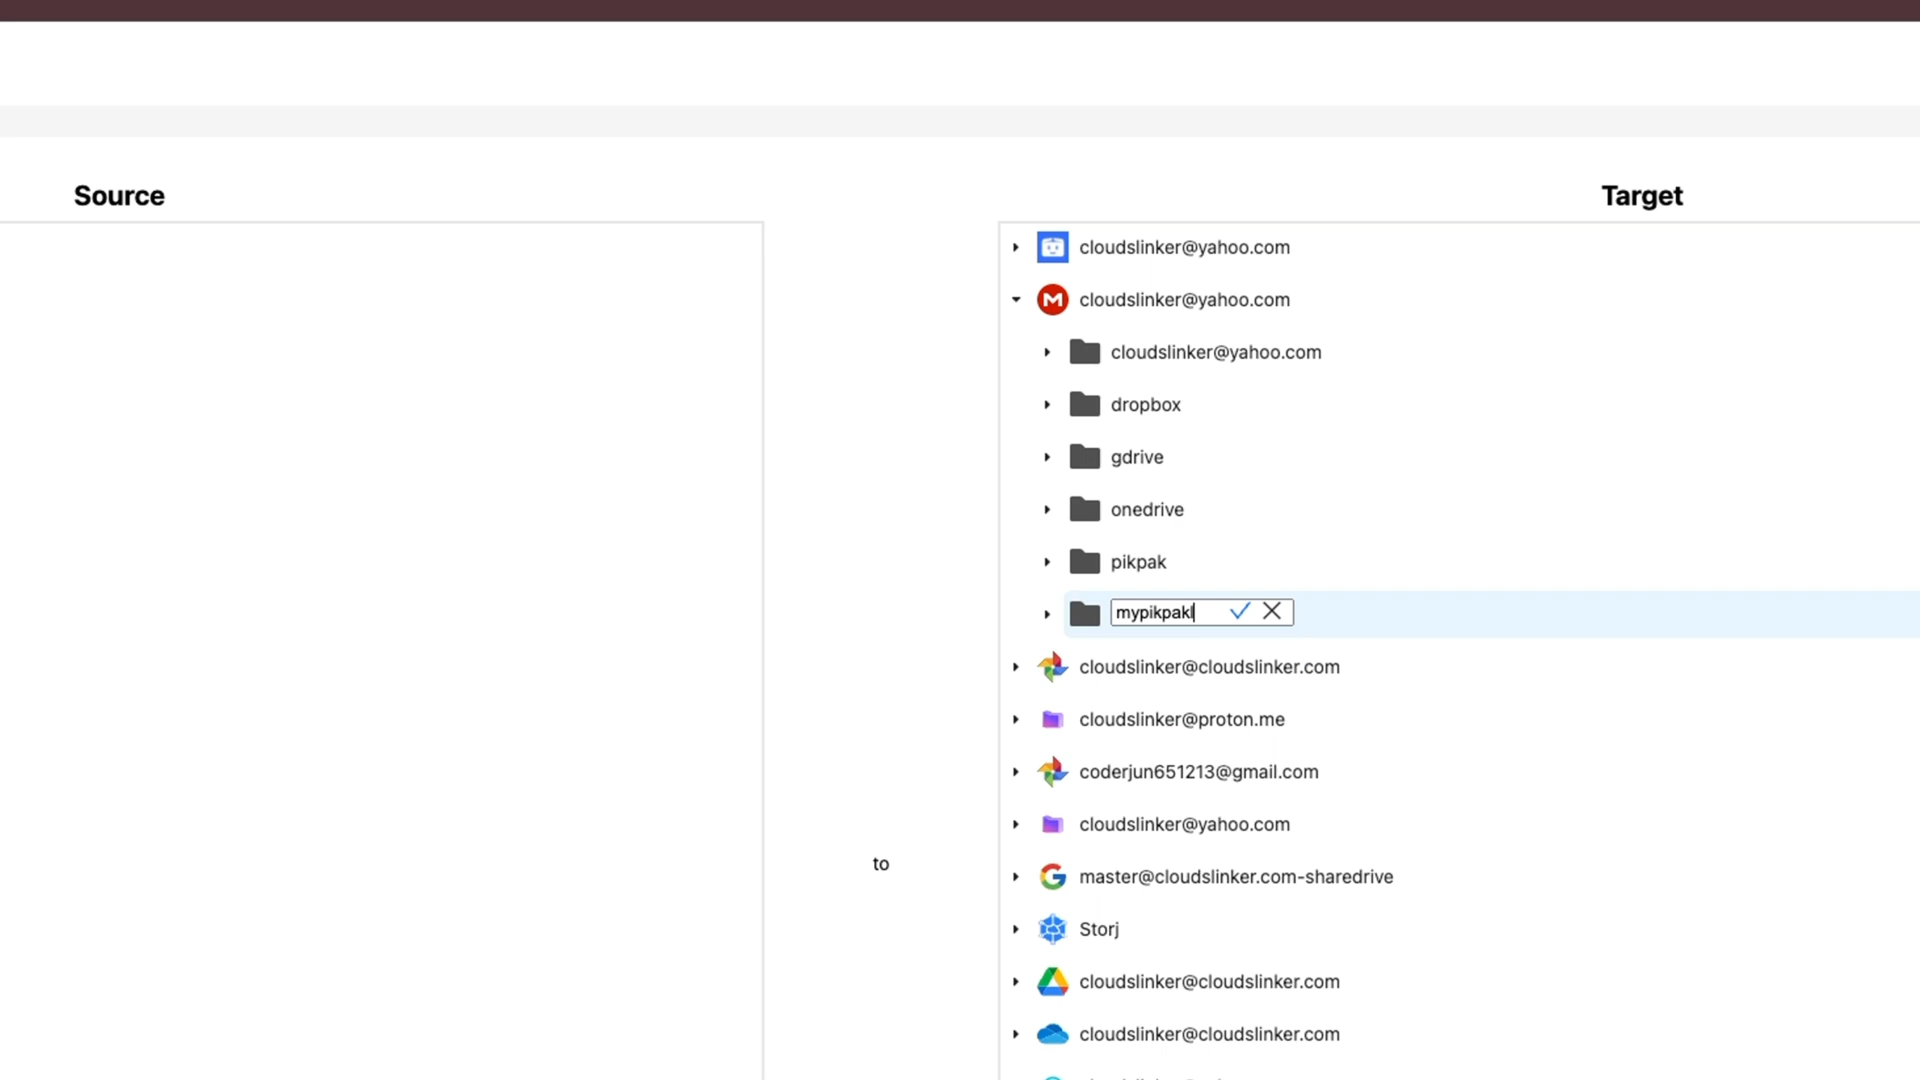 Source
Target
cloudslinker@yahoo.com
cloudslinker@yahoo.com
cloudslinker@yahoo.com
dropbox
gdrive
onedrive
pikpak
mypikpak
cloudslinker@cloudslinker.com
cloudslinker@proton.me
coderjun651213@gmail.com
cloudslinker@yahoo.com
to
master@cloudslinker.com-sharedrive
Storj
cloudslinker@cloudslinker.com
cloudslinker@cloudslinker.com